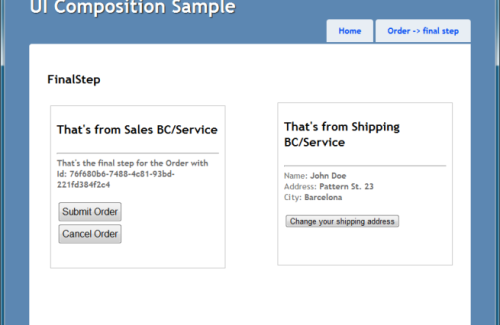 UI Composition Sample
Home
Order -> final step
FinalStep
That's from Sales BC/Service
That's the final step for the Order with
Id: 76f680b6-7488-4c81-93bd-
221fd384f2c4
Submit Order
Cancel Order
That's from Shipping
BC/Service
Name: John Doe
Address: Pattern St. 23
City: Barcelona
Change your shipping address